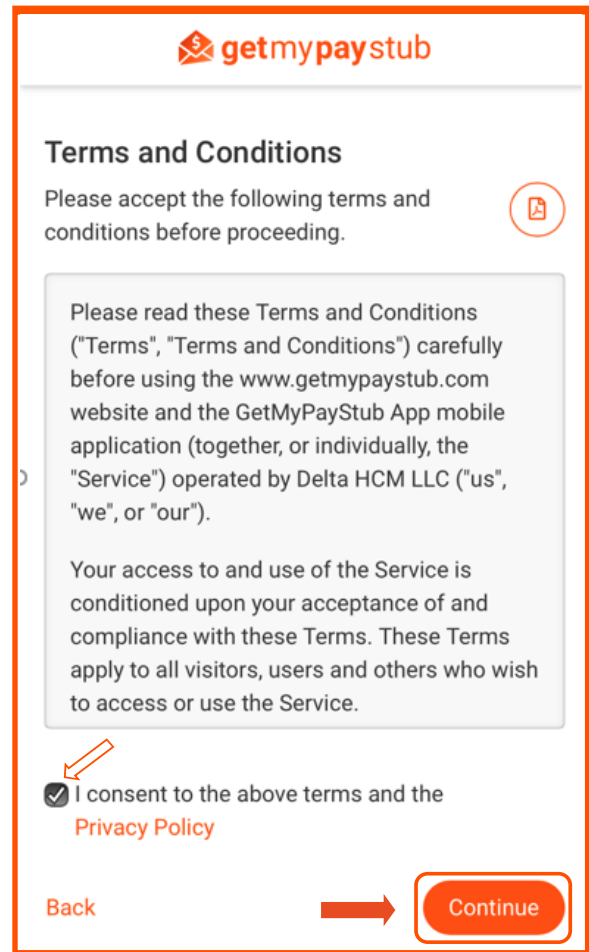 getmypaystub
Terms and Conditions
Please accept the following terms and
conditions before proceeding.
Please read these Terms and Conditions
("Terms", "Terms and Conditions") carefully
before using the www.getmypaystub.com
website and the GetMyPayStub App mobile
application (together, or individually, the
"Service") operated by Delta HCM LLC ("us",
"we", or "our").
Your access to and use of the Service is
conditioned upon your acceptance of and
compliance with these Terms. These Terms
apply to all visitors, users and others who wish
to access or use the Service.
I consent to the above terms and the
Privacy Policy
Back
Continue